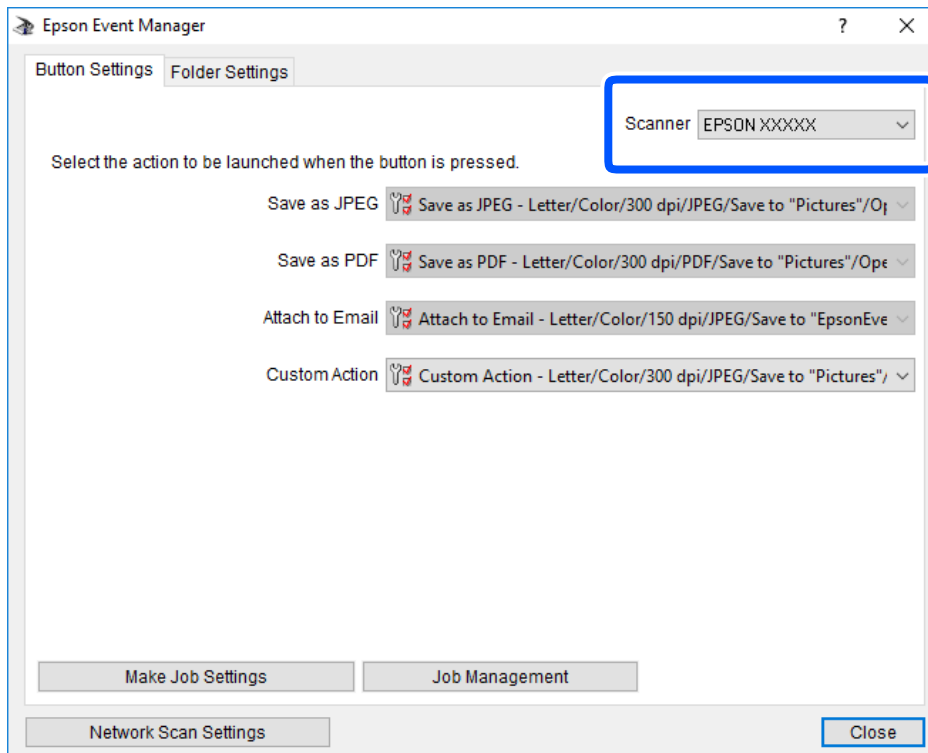 Epson Event Manager
Button Settings
Folder Settings
Scanner
EPSON XXXXX
Select the action to be launched when the button is pressed.
Save as JPEG
Save as JPEG - Letter/Color/300 dpi/JPEG/Save to "Pictures"/Op
Save as PDF
Save as PDF - Letter/Color/300 dpi/PDF/Save to "Pictures"/Ope
Attach to Email
Attach to Email - Letter/Color/150 dpi/JPEG/Save to "EpsonEve
Custom Action
Custom Action - Letter/Color/300 dpi/JPEG/Save to "Pictures"/
Make Job Settings
Job Management
Network Scan Settings
Close